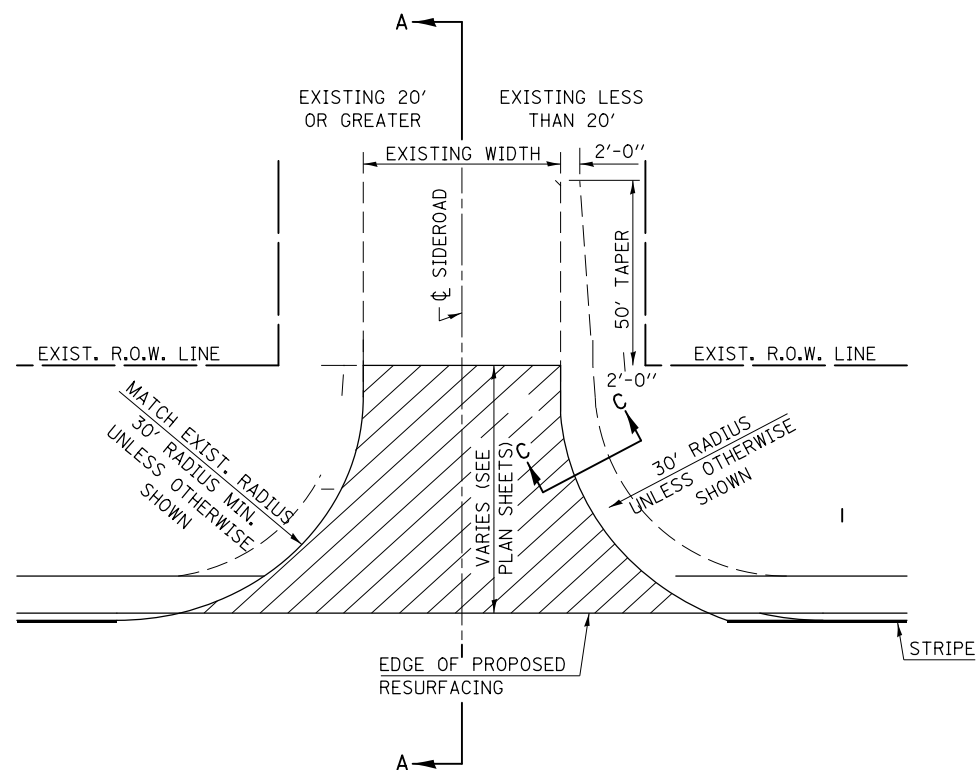 A
EXISTING 20'
OR GREATER
EXISTING LESS
THAN 20'
EXISTING WIDTH
2'-0"
℄ SIDEROAD
50' TAPER
EXIST. R.O.W. LINE
EXIST. R.O.W. LINE
2'-0"
MATCH EXIST. RADIUS
30' RADIUS MIN.
UNLESS OTHERWISE
SHOWN
C
C
30' RADIUS
UNLESS OTHERWISE
SHOWN
VARIES (SEE
PLAN SHEETS)
STRIPE
EDGE OF PROPOSED
RESURFACING
A